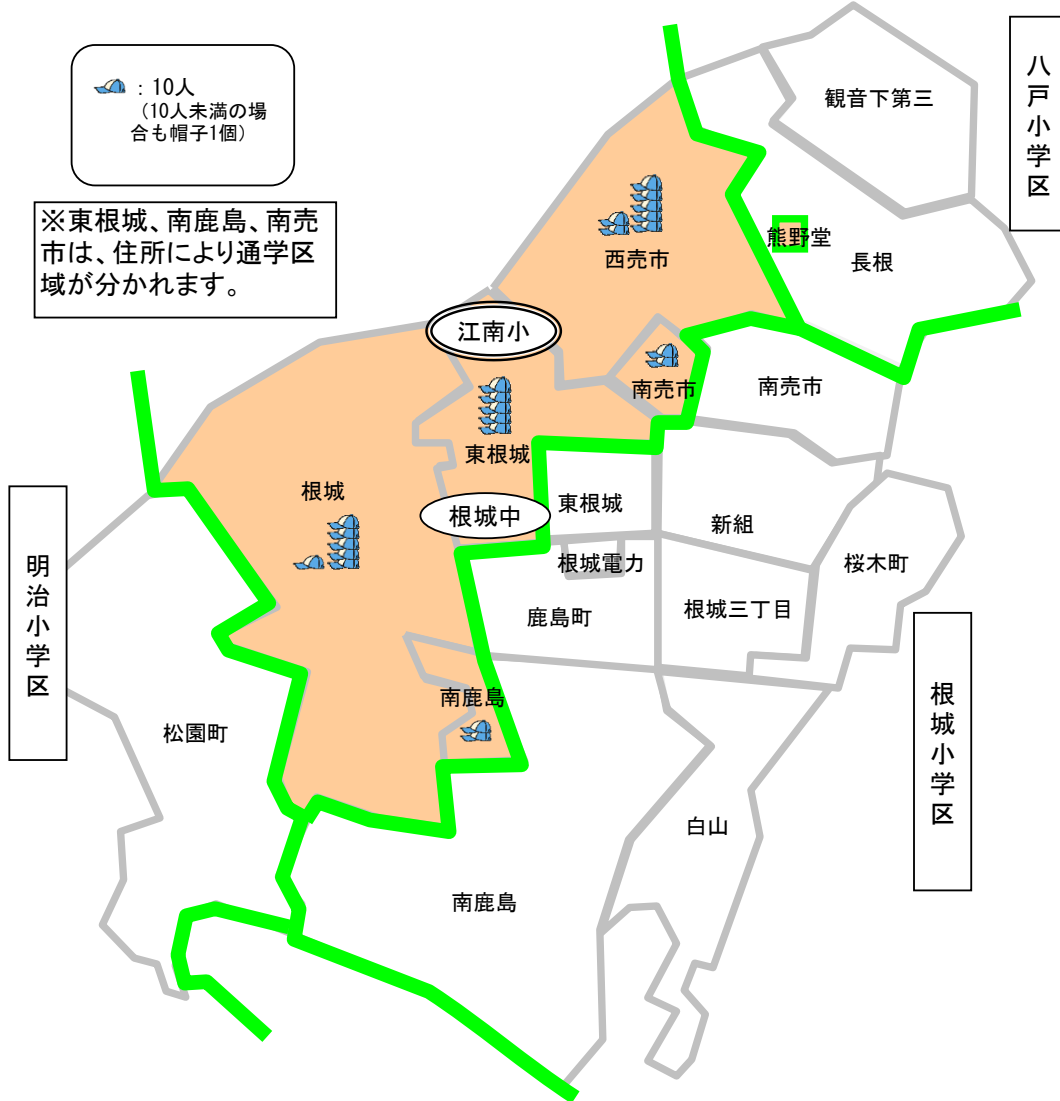 ：10人
（10人未満の場
合も帽子1個）
※東根城、南鹿島、南売
市は、住所により通学区
域が分かれます。
八戸小学区
観音下第三
熊野堂
長根
西売市
江南小
南売市
南売市
東根城
根城
根城中
東根城
新組
根城電力
桜木町
鹿島町
根城三丁目
明治小学区
根城小学区
南鹿島
松園町
白山
南鹿島